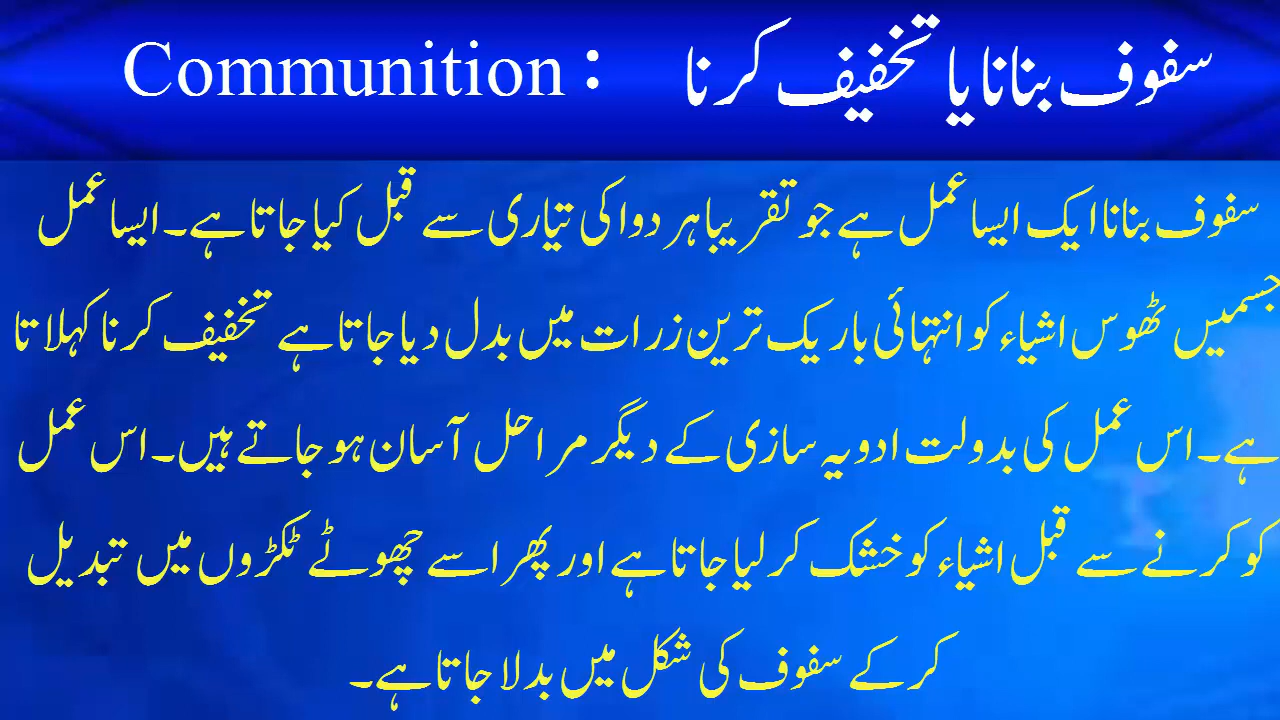 سفوف بنانا یا تخفیف کرنا : Communition
سفوف بنانا ایک ایسا عمل ہے جو تقریبا ہر دوا کی تیاری سے قبل کیا جاتا ہے۔ ایسا عمل
جسمیں ٹھوس اشیاء کو انتہائی باریک ترین زرات میں بدل دیا جاتا ہے تخفیف کرنا کہلاتا
ہے۔ اس عمل کی بدولت ادویہ سازی کے دیگر مراحل آسان ہو جاتے ہیں۔ اس عمل
کو کرنے سے قبل اشیاء کو خشک کر لیا جاتا ہے اور پھر اسے چھوٹے ٹکڑوں میں تبدیل
کر کے سفوف کی شکل میں بدلا جاتا ہے۔